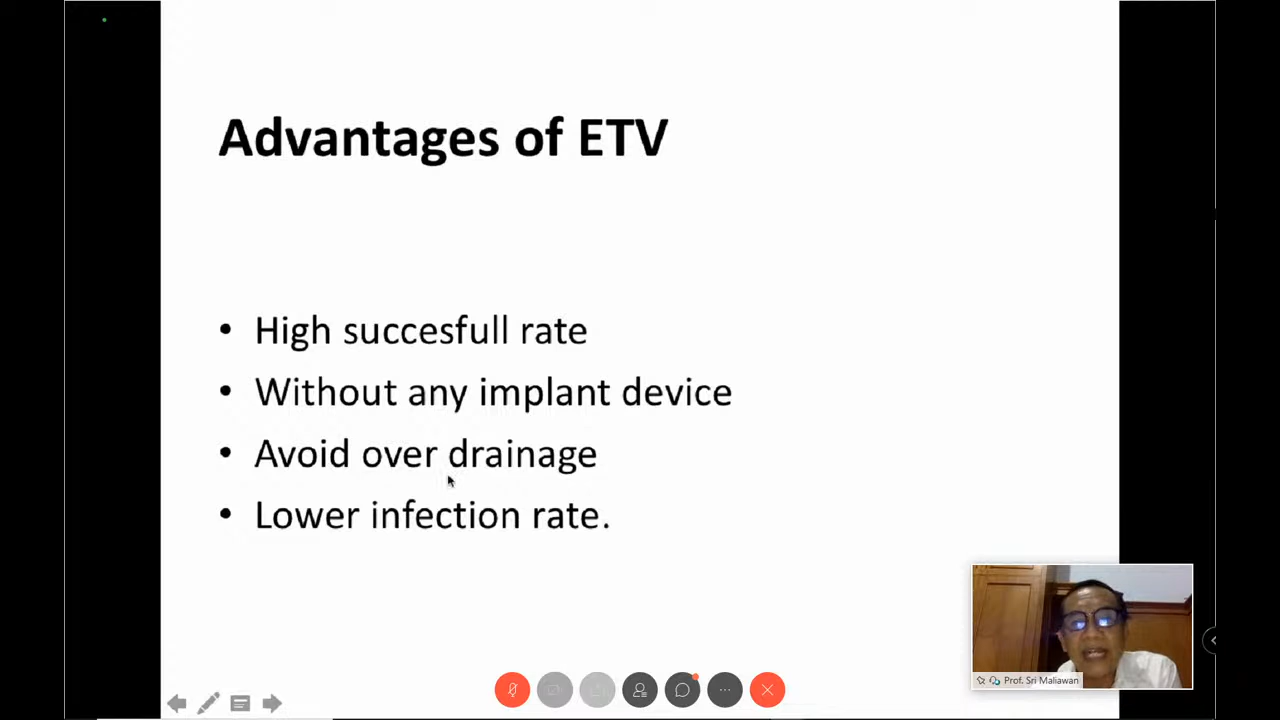 Advantages of ETV
• High succesfull rate
• Without any implant device
• Avoid over drainage
• Lower infection rate.
Prof. Sri Maliawan